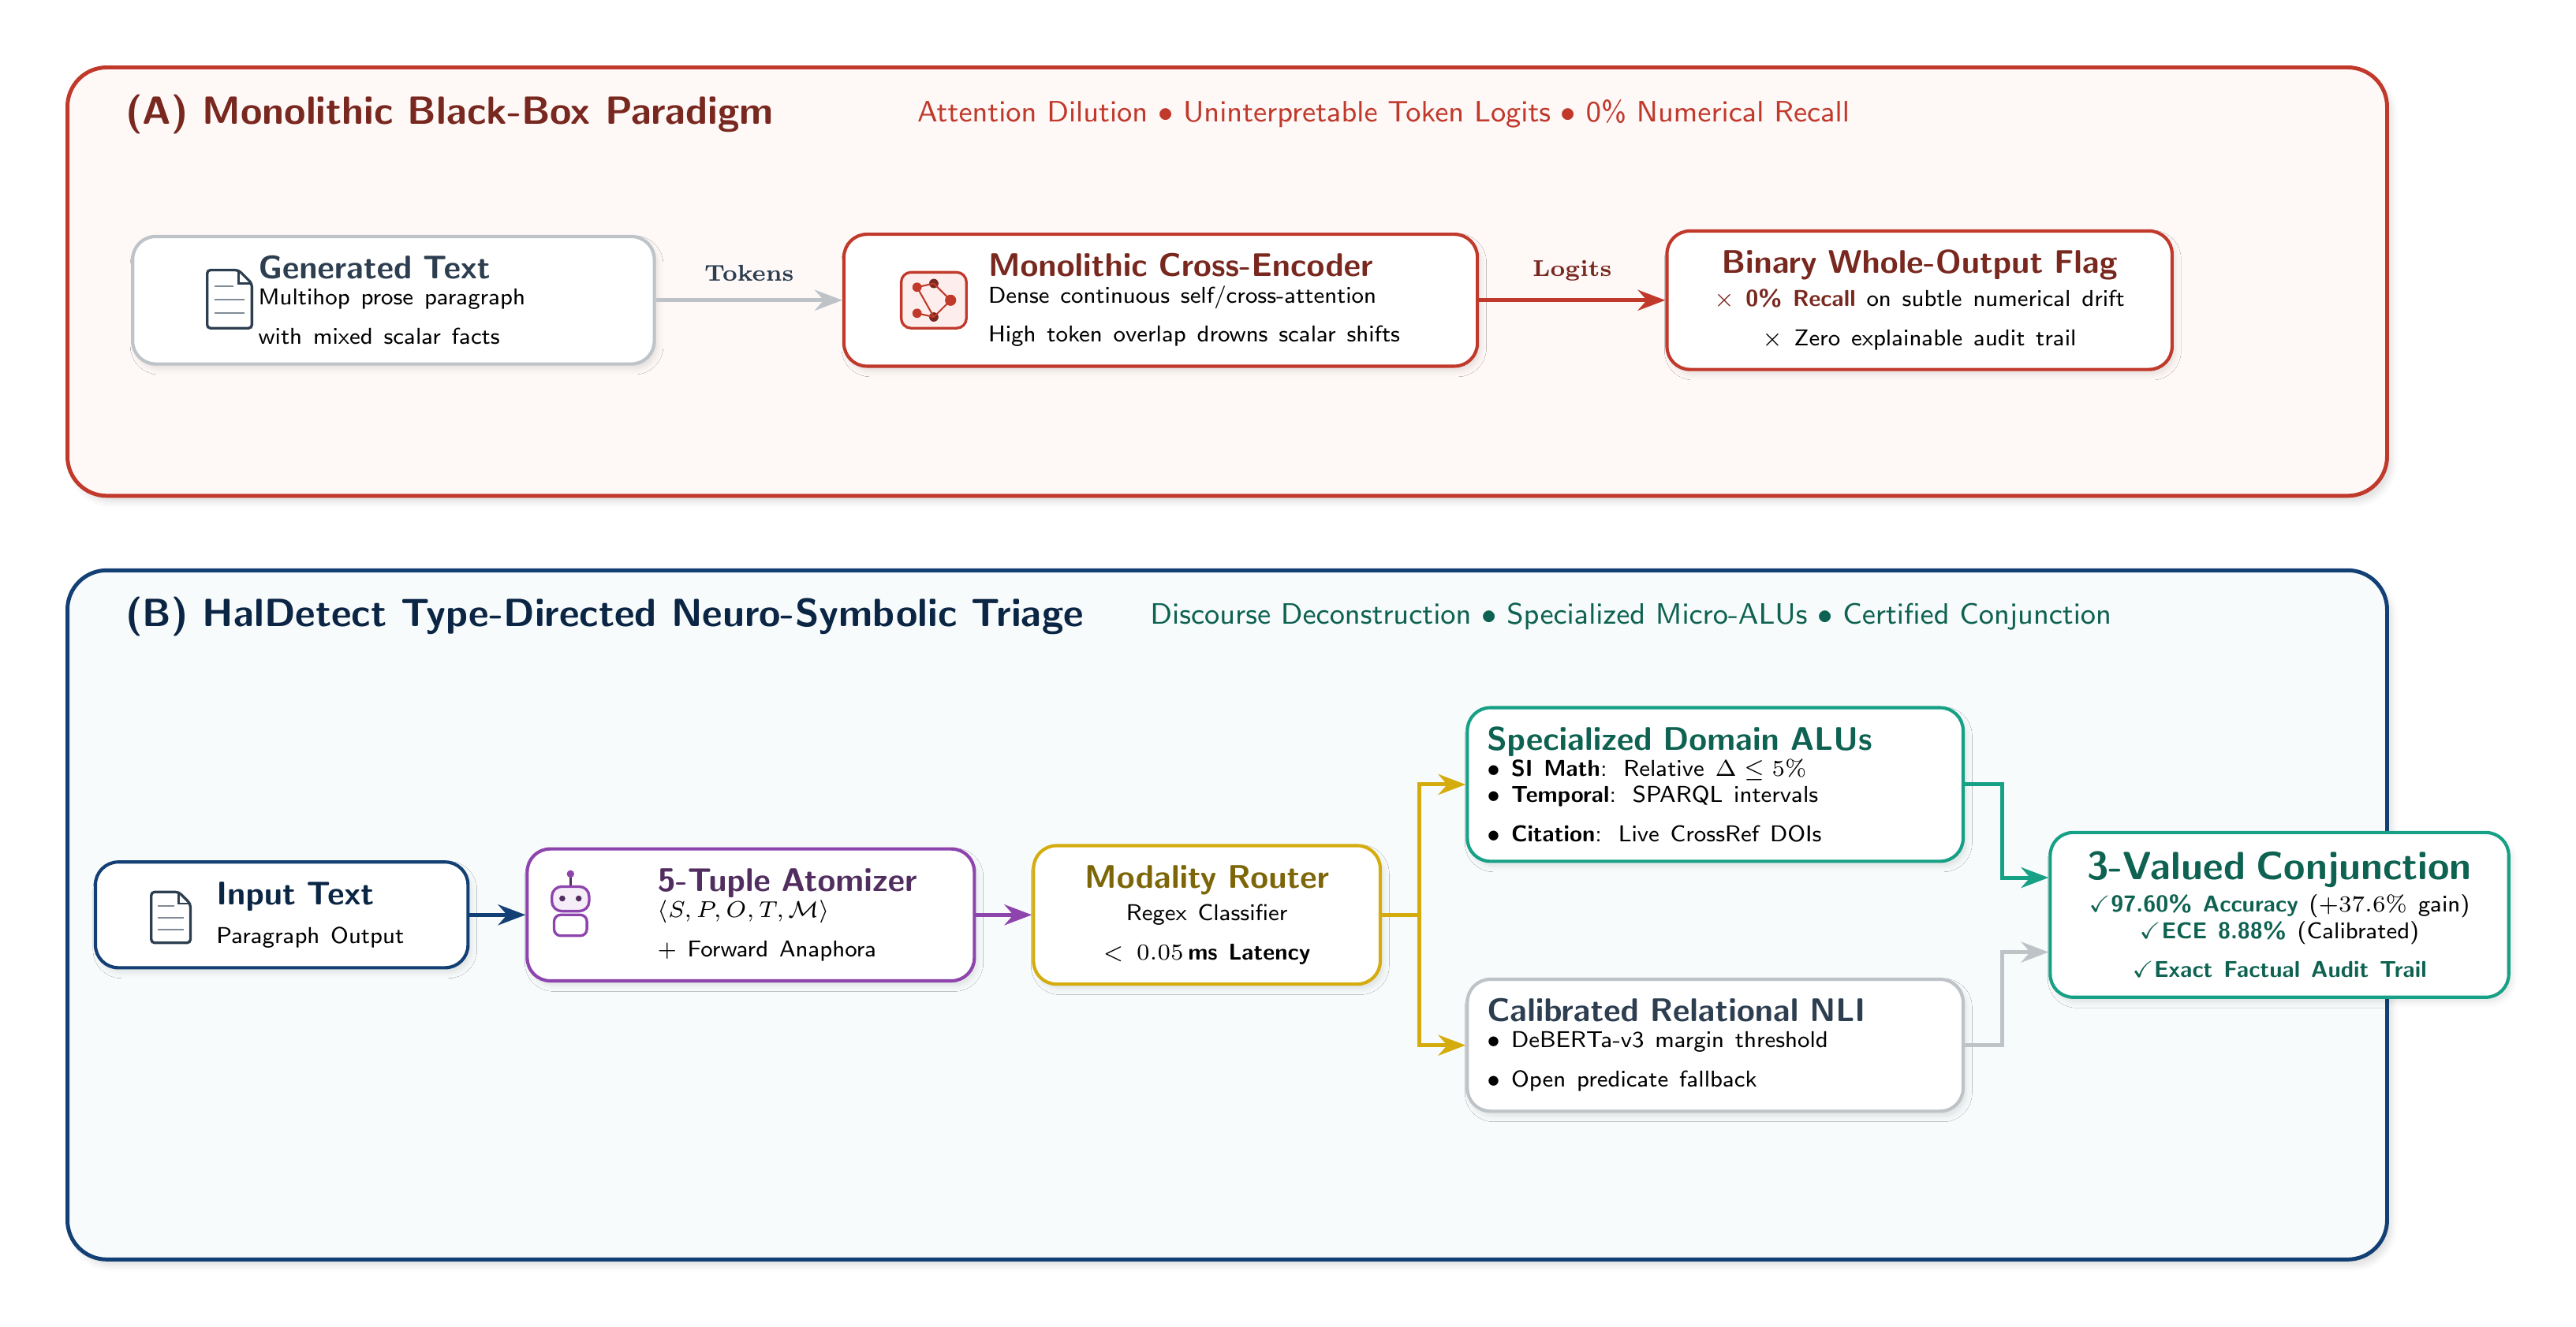 (A) Monolithic Black-Box Paradigm
Attention Dilution • Uninterpretable Token Logits • 0% Numerical Recall
Generated Text
Multihop prose paragraph
with mixed scalar facts
Tokens
Monolithic Cross-Encoder
Dense continuous self/cross-attention
High token overlap drowns scalar shifts
Logits
Binary Whole-Output Flag
× 0% Recall on subtle numerical drift
× Zero explainable audit trail
(B) HalDetect Type-Directed Neuro-Symbolic Triage
Discourse Deconstruction • Specialized Micro-ALUs • Certified Conjunction
Input Text
Paragraph Output
5-Tuple Atomizer
⟨S, P, O, T, ℳ⟩
+ Forward Anaphora
Modality Router
Regex Classifier
< 0.05 ms Latency
Specialized Domain ALUs
• SI Math: Relative Δ ≤ 5%
• Temporal: SPARQL intervals
• Citation: Live CrossRef DOIs
Calibrated Relational NLI
• DeBERTa-v3 margin threshold
• Open predicate fallback
3-Valued Conjunction
✓97.60% Accuracy (+37.6% gain)
✓ECE 8.88% (Calibrated)
✓Exact Factual Audit Trail